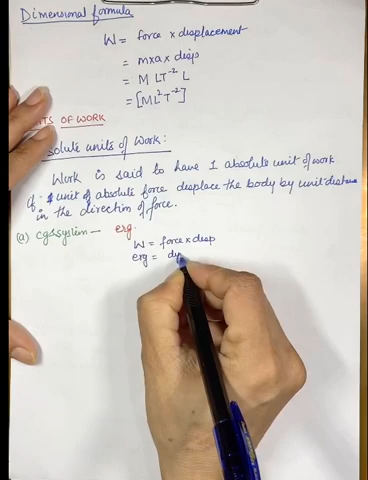 Dimensional formula
W = force x displacement
= mxa x disp
= M LT⁻² L
= [ML²T⁻²]
ITS OF WORK
solute units of Work:
Work is said to have 1 absolute unit of work
if unit of absolute force displace the body by unit distance
in the direction of force.
(a) cgs system — erg.
W = force x disp
erg = dy